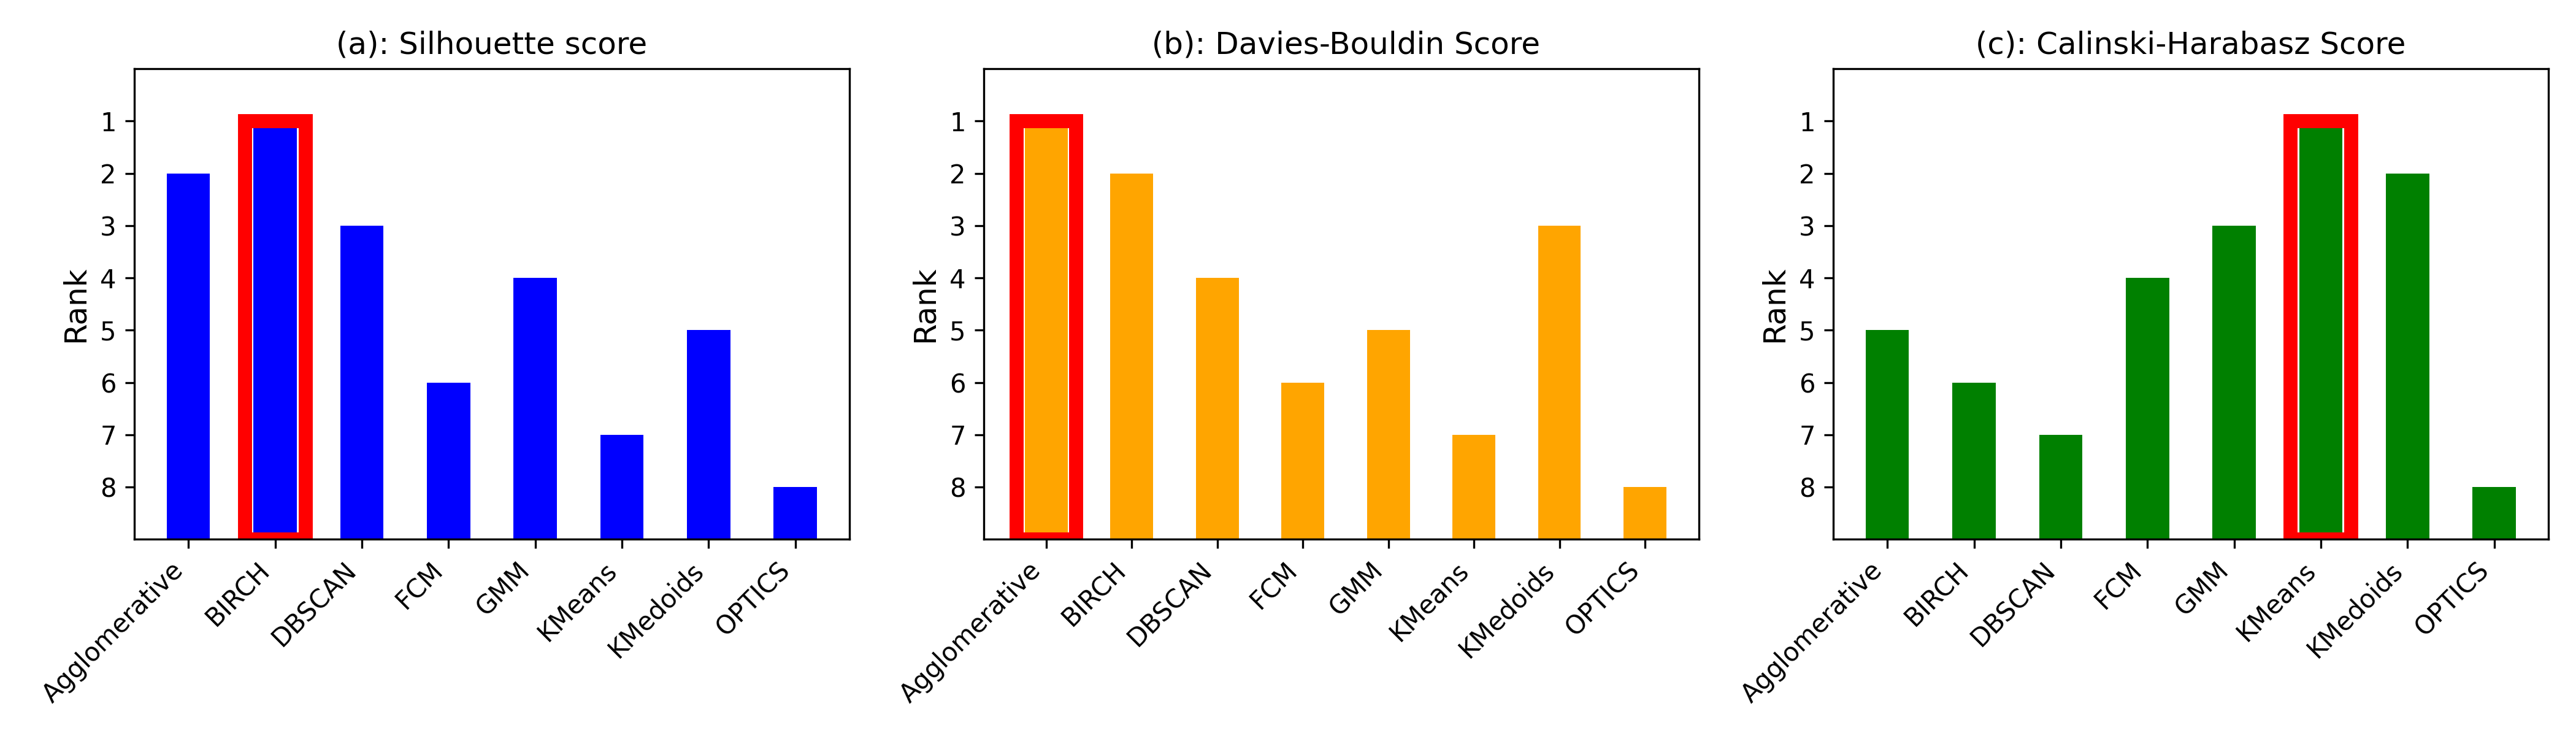 (a): Silhouette score
Rank
1
2
3
4
5
6
7
8
Agglomerative
BIRCH
DBSCAN
FCM
GMM
KMeans
KMedoids
OPTICS
(b): Davies-Bouldin Score
Rank
1
2
3
4
5
6
7
8
Agglomerative
BIRCH
DBSCAN
FCM
GMM
KMeans
KMedoids
OPTICS
(c): Calinski-Harabasz Score
Rank
1
2
3
4
5
6
7
8
Agglomerative
BIRCH
DBSCAN
FCM
GMM
KMeans
KMedoids
OPTICS